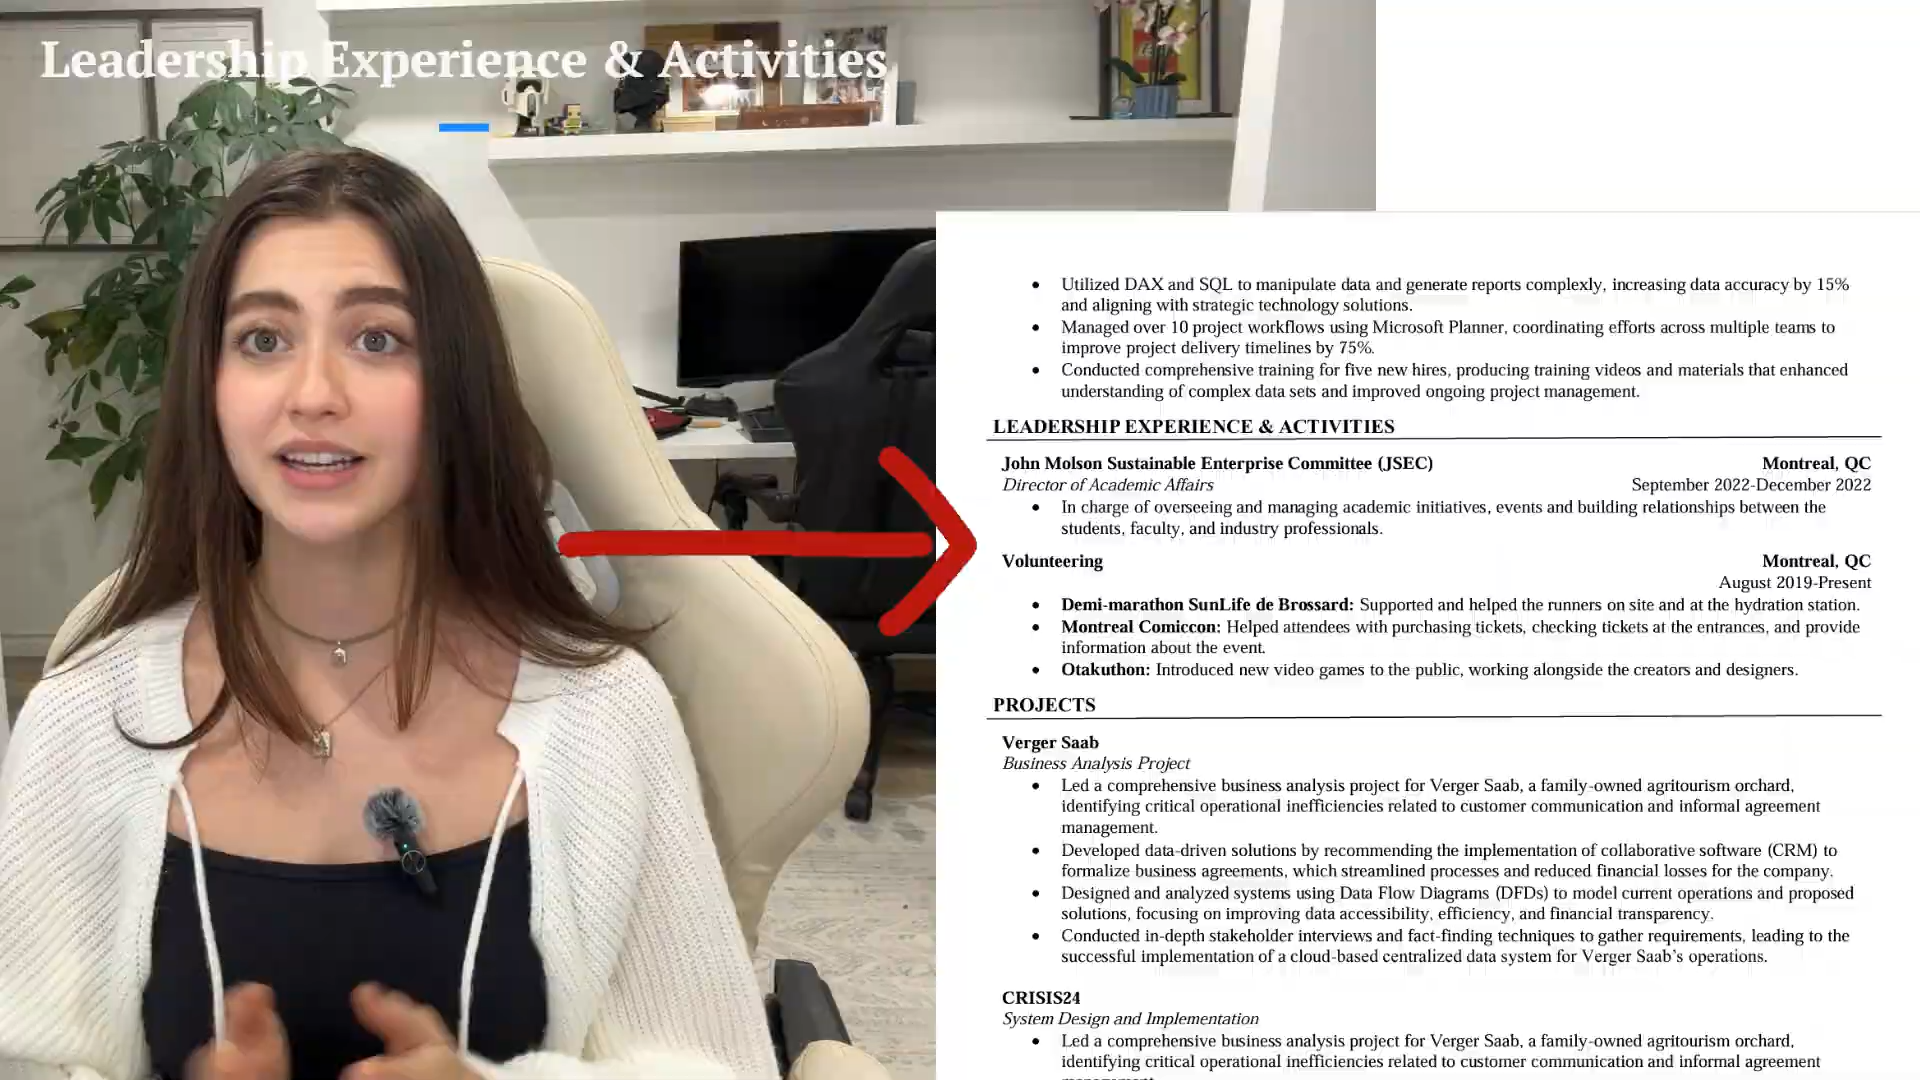 Leadership Experience & Activities
• Utilized DAX and SQL to manipulate data and generate reports complexly, increasing data accuracy by 15%
and aligning with strategic technology solutions.
• Managed over 10 project workflows using Microsoft Planner, coordinating efforts across multiple teams to
improve project delivery timelines by 75%.
• Conducted comprehensive training for five new hires, producing training videos and materials that enhanced
understanding of complex data sets and improved ongoing project management.
LEADERSHIP EXPERIENCE & ACTIVITIES
John Molson Sustainable Enterprise Committee (JSEC) Montreal, QC
Director of Academic Affairs September 2022-December 2022
• In charge of overseeing and managing academic initiatives, events and building relationships between the
students, faculty, and industry professionals.
Volunteering Montreal, QC
August 2019-Present
• Demi-marathon SunLife de Brossard: Supported and helped the runners on site and at the hydration station.
• Montreal Comiccon: Helped attendees with purchasing tickets, checking tickets at the entrances, and provide
information about the event.
• Otakuthon: Introduced new video games to the public, working alongside the creators and designers.
PROJECTS
Verger Saab
Business Analysis Project
• Led a comprehensive business analysis project for Verger Saab, a family-owned agritourism orchard,
identifying critical operational inefficiencies related to customer communication and informal agreement
management.
• Developed data-driven solutions by recommending the implementation of collaborative software (CRM) to
formalize business agreements, which streamlined processes and reduced financial losses for the company.
• Designed and analyzed systems using Data Flow Diagrams (DFDs) to model current operations and proposed
solutions, focusing on improving data accessibility, efficiency, and financial transparency.
• Conducted in-depth stakeholder interviews and fact-finding techniques to gather requirements, leading to the
successful implementation of a cloud-based centralized data system for Verger Saab's operations.
CRISIS24
System Design and Implementation
• Led a comprehensive business analysis project for Verger Saab, a family-owned agritourism orchard,
identifying critical operational inefficiencies related to customer communication and informal agreement